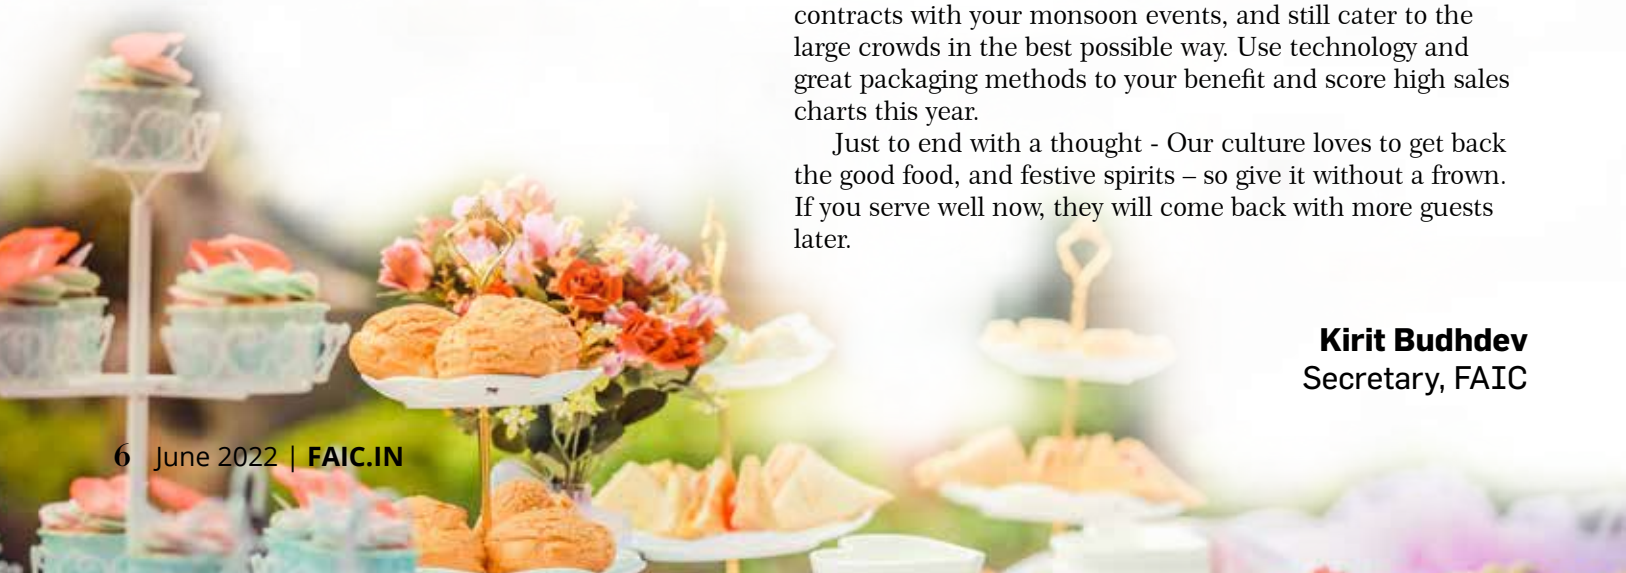 contracts with your monsoon events, and still cater to the
large crowds in the best possible way. Use technology and
great packaging methods to your benefit and score high sales
charts this year.
Just to end with a thought - Our culture loves to get back
the good food, and festive spirits – so give it without a frown.
If you serve well now, they will come back with more guests
later.
Kirit Budhdev
Secretary, FAIC
6 June 2022 | FAIC.IN